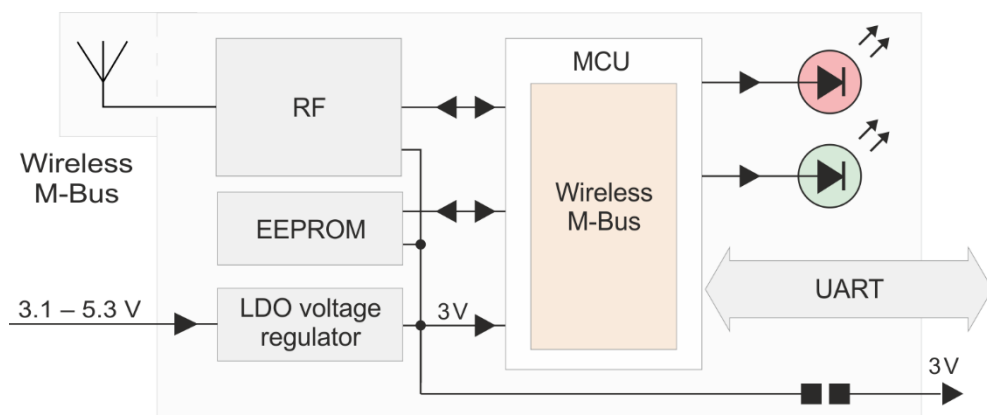 MCU
RF
Wireless
M-Bus
Wireless
M-Bus
EEPROM
UART
3.1 – 5.3 V
LDO voltage
regulator
3V
3V